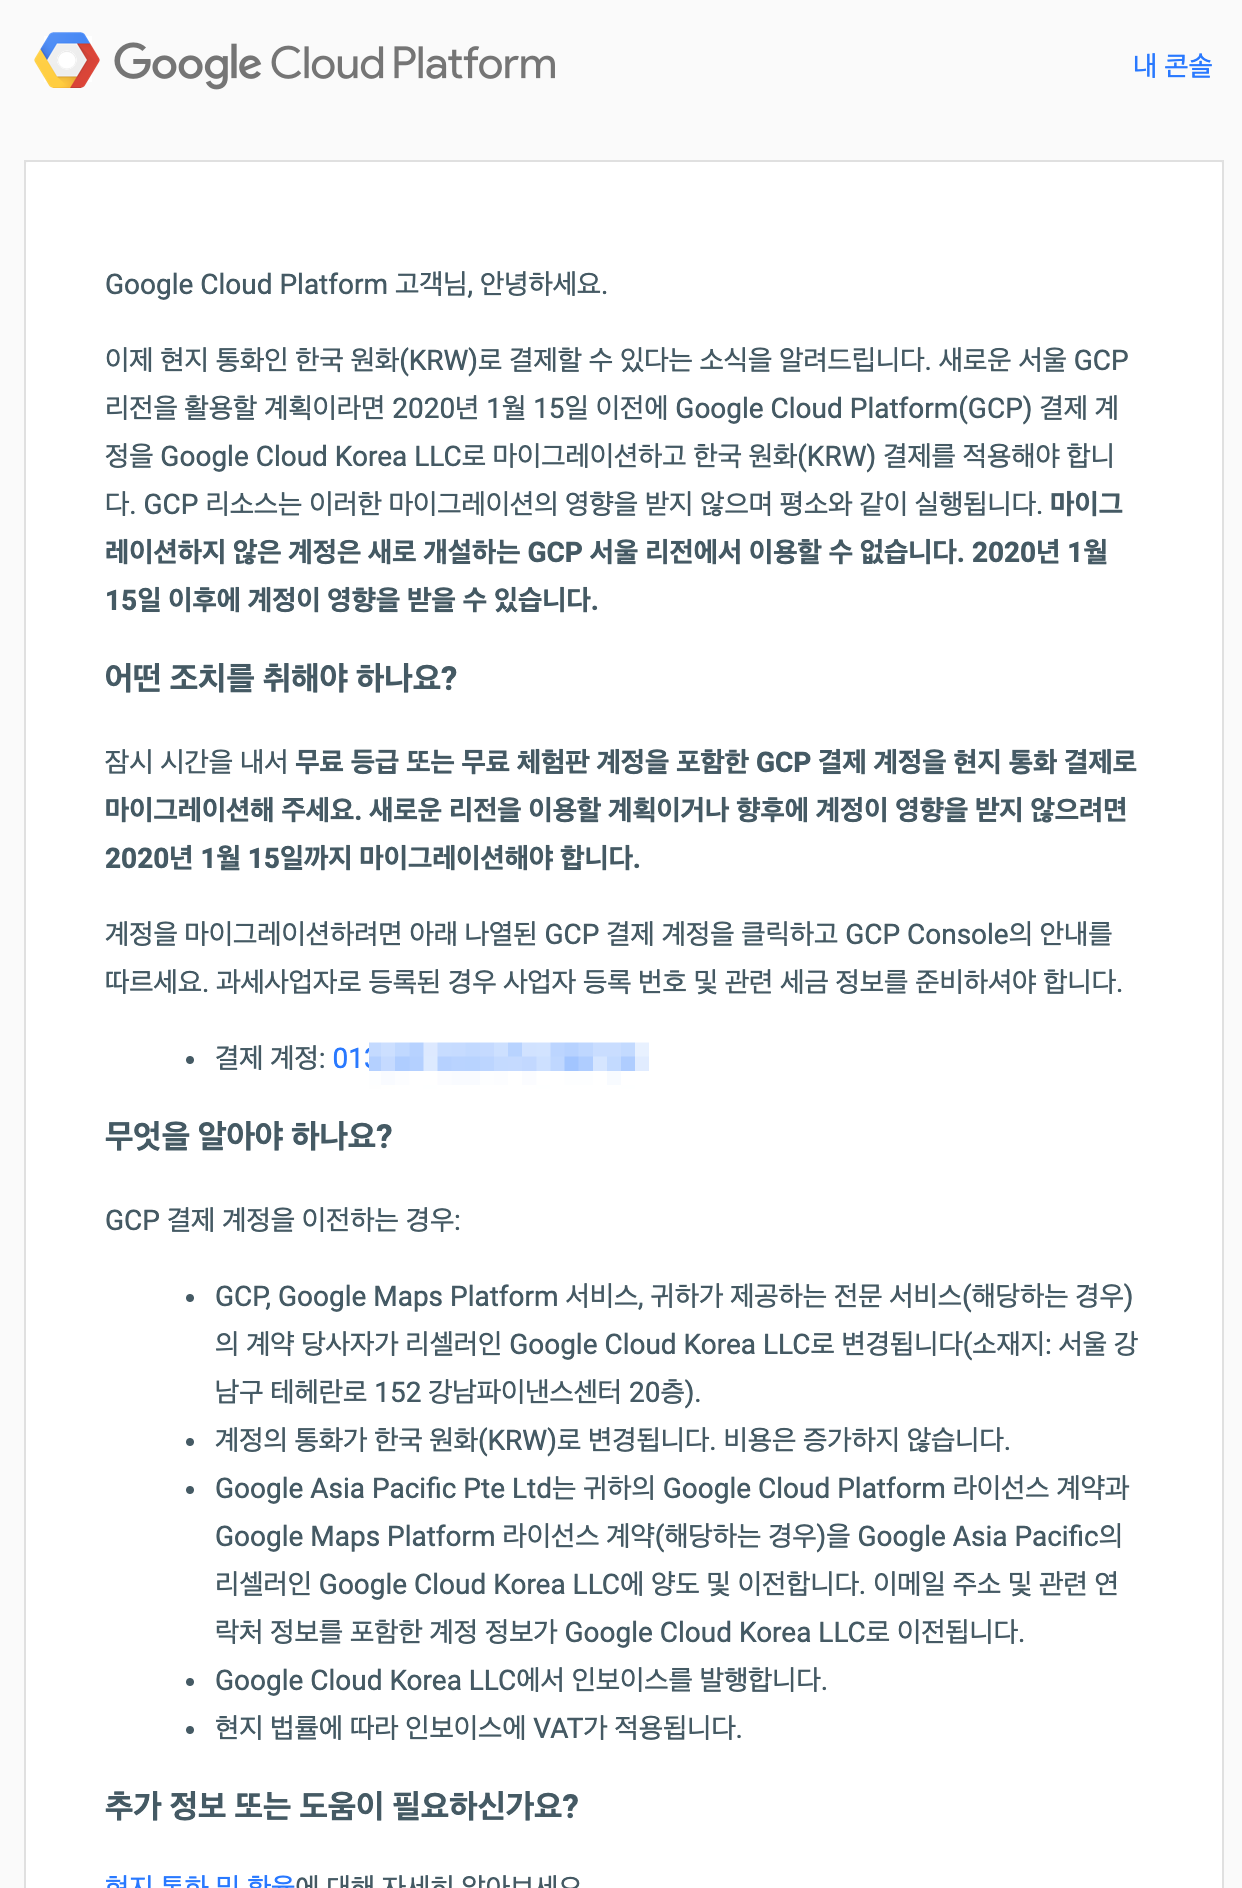 Google Cloud Platform
내 콘솔
Google Cloud Platform 고객님, 안녕하세요.
이제 현지 통화인 한국 원화(KRW)로 결제할 수 있다는 소식을 알려드립니다. 새로운 서울 GCP
리전을 활용할 계획이라면 2020년 1월 15일 이전에 Google Cloud Platform(GCP) 결제 계
정을 Google Cloud Korea LLC로 마이그레이션하고 한국 원화(KRW) 결제를 적용해야 합니
다. GCP 리소스는 이러한 마이그레이션의 영향을 받지 않으며 평소와 같이 실행됩니다. 마이그
레이션하지 않은 계정은 새로 개설하는 GCP 서울 리전에서 이용할 수 없습니다. 2020년 1월
15일 이후에 계정이 영향을 받을 수 있습니다.
어떤 조치를 취해야 하나요?
잠시 시간을 내서 무료 등급 또는 무료 체험판 계정을 포함한 GCP 결제 계정을 현지 통화 결제로
마이그레이션해 주세요. 새로운 리전을 이용할 계획이거나 향후에 계정이 영향을 받지 않으려면
2020년 1월 15일까지 마이그레이션해야 합니다.
계정을 마이그레이션하려면 아래 나열된 GCP 결제 계정을 클릭하고 GCP Console의 안내를
따르세요. 과세사업자로 등록된 경우 사업자 등록 번호 및 관련 세금 정보를 준비하셔야 합니다.
• 결제 계정: 013
무엇을 알아야 하나요?
GCP 결제 계정을 이전하는 경우:
• GCP, Google Maps Platform 서비스, 귀하가 제공하는 전문 서비스(해당하는 경우)
의 계약 당사자가 리셀러인 Google Cloud Korea LLC로 변경됩니다(소재지: 서울 강
남구 테헤란로 152 강남파이낸스센터 20층).
• 계정의 통화가 한국 원화(KRW)로 변경됩니다. 비용은 증가하지 않습니다.
• Google Asia Pacific Pte Ltd는 귀하의 Google Cloud Platform 라이선스 계약과
Google Maps Platform 라이선스 계약(해당하는 경우)을 Google Asia Pacific의
리셀러인 Google Cloud Korea LLC에 양도 및 이전합니다. 이메일 주소 및 관련 연
락처 정보를 포함한 계정 정보가 Google Cloud Korea LLC로 이전됩니다.
• Google Cloud Korea LLC에서 인보이스를 발행합니다.
• 현지 법률에 따라 인보이스에 VAT가 적용됩니다.
추가 정보 또는 도움이 필요하신가요?
현지 통화 및 환율에 대해 자세히 알아보세요